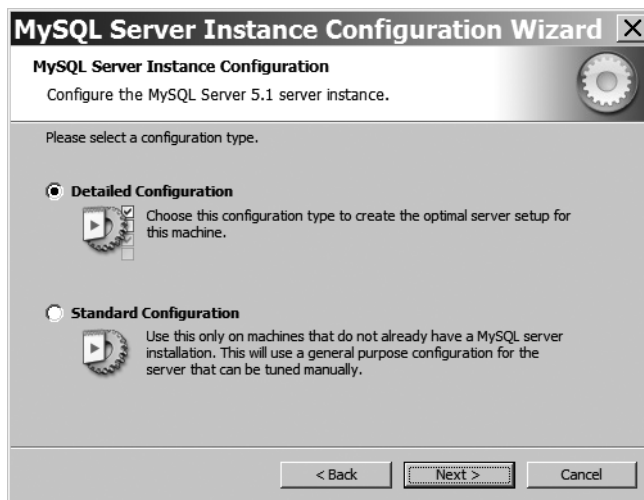 MySQL Server Instance Configuration Wizard
MySQL Server Instance Configuration
Configure the MySQL Server 5.1 server instance.
Please select a configuration type.
Detailed Configuration
Choose this configuration type to create the optimal server setup for
this machine.
Standard Configuration
Use this only on machines that do not already have a MySQL server
installation. This will use a general purpose configuration for the
server that can be tuned manually.
< Back Next > Cancel